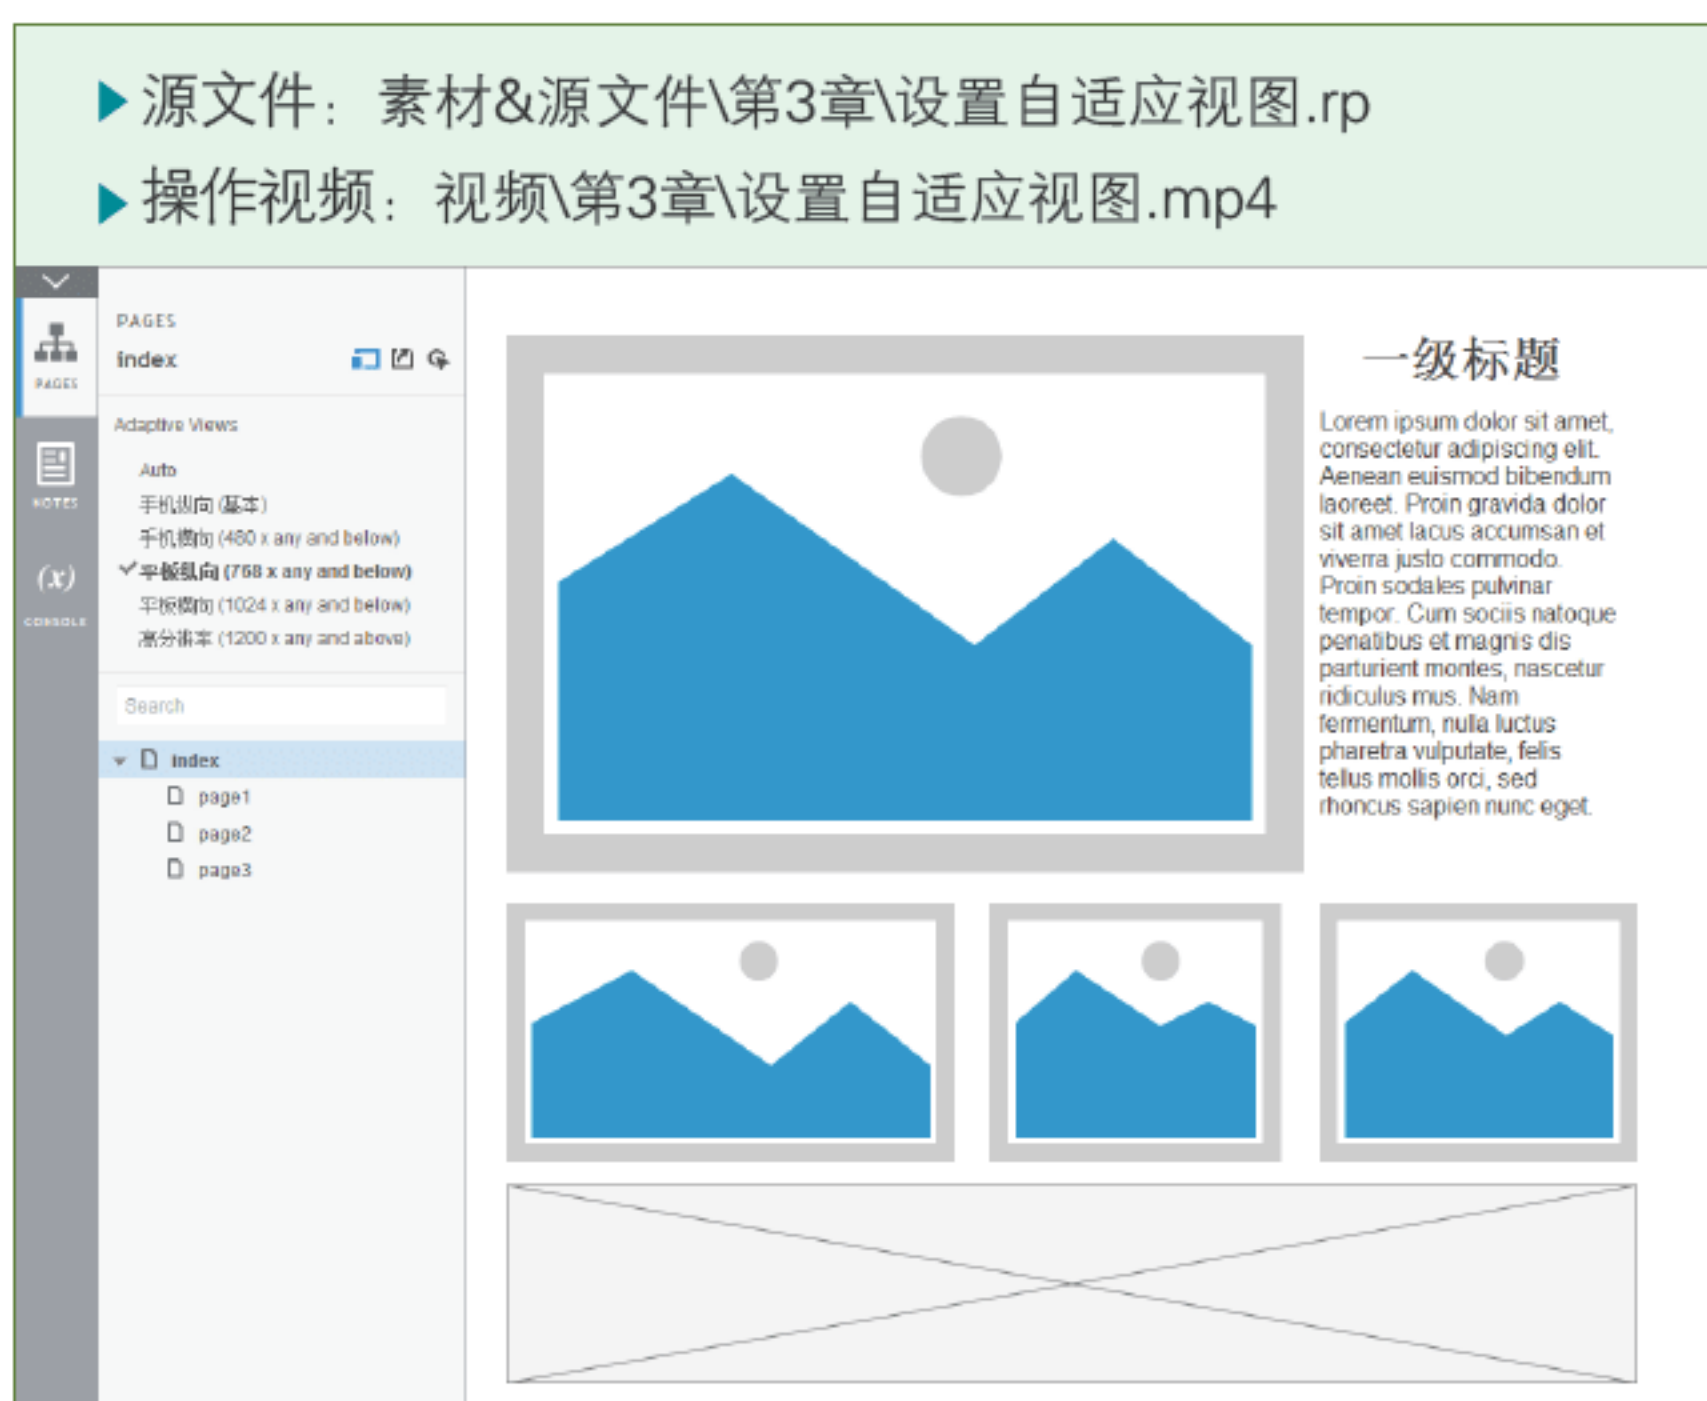 源文件：素材&源文件\第3章\设置自适应视图.rp
操作视频：视频\第3章\设置自适应视图.mp4
PAGES
index
PAGES
Adaptive Views
Auto
手机纵向 (基本)
手机横向 (480 x any and below)
平板纵向 (768 x any and below)
平板横向 (1024 x any and below)
高分辨率 (1200 x any and above)
NOTES
(x)
CONSOLE
Search
index
page1
page2
page3
一级标题
Lorem ipsum dolor sit amet,
consectetur adipiscing elit.
Aenean euismod bibendum
laoreet. Proin gravida dolor
sit amet lacus accumsan et
viverra justo commodo.
Proin sodales pulvinar
tempor. Cum sociis natoque
penatibus et magnis dis
parturient montes, nascetur
ridiculus mus. Nam
fermentum, nulla luctus
pharetra vulputate, felis
tellus mollis orci, sed
rhoncus sapien nunc eget.